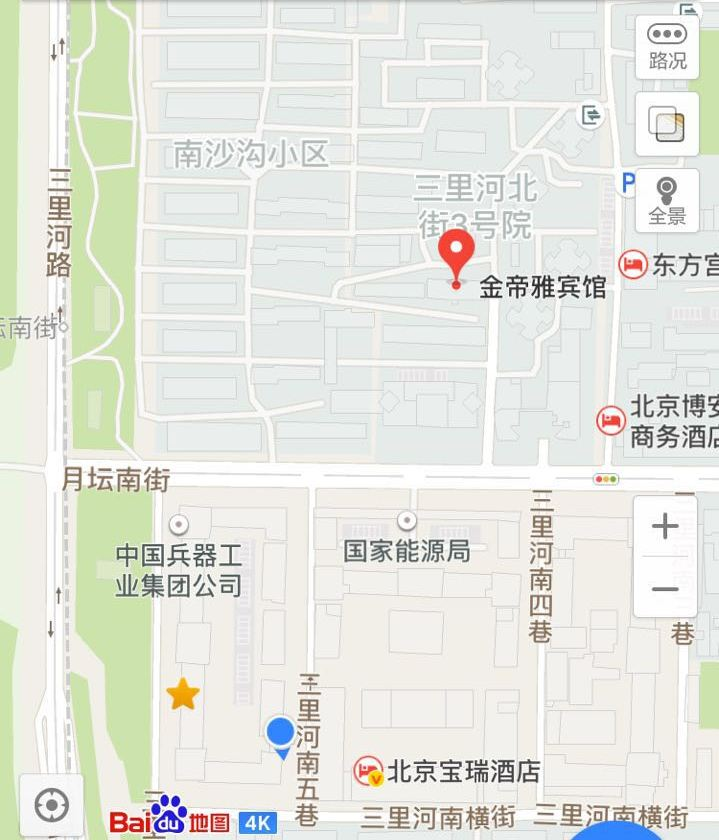 路况
南沙沟小区
三里河北
街3号院
P
全景
三里河路
东方宫
金帝雅宾馆
坛南街
北京博安
商务酒店
月坛南街
中国兵器工
业集团公司
国家能源局
三里河南四巷
巷
三里河南五巷
北京宝瑞酒店
Bai du 地图 4K
三里河南横街
三里河南横街